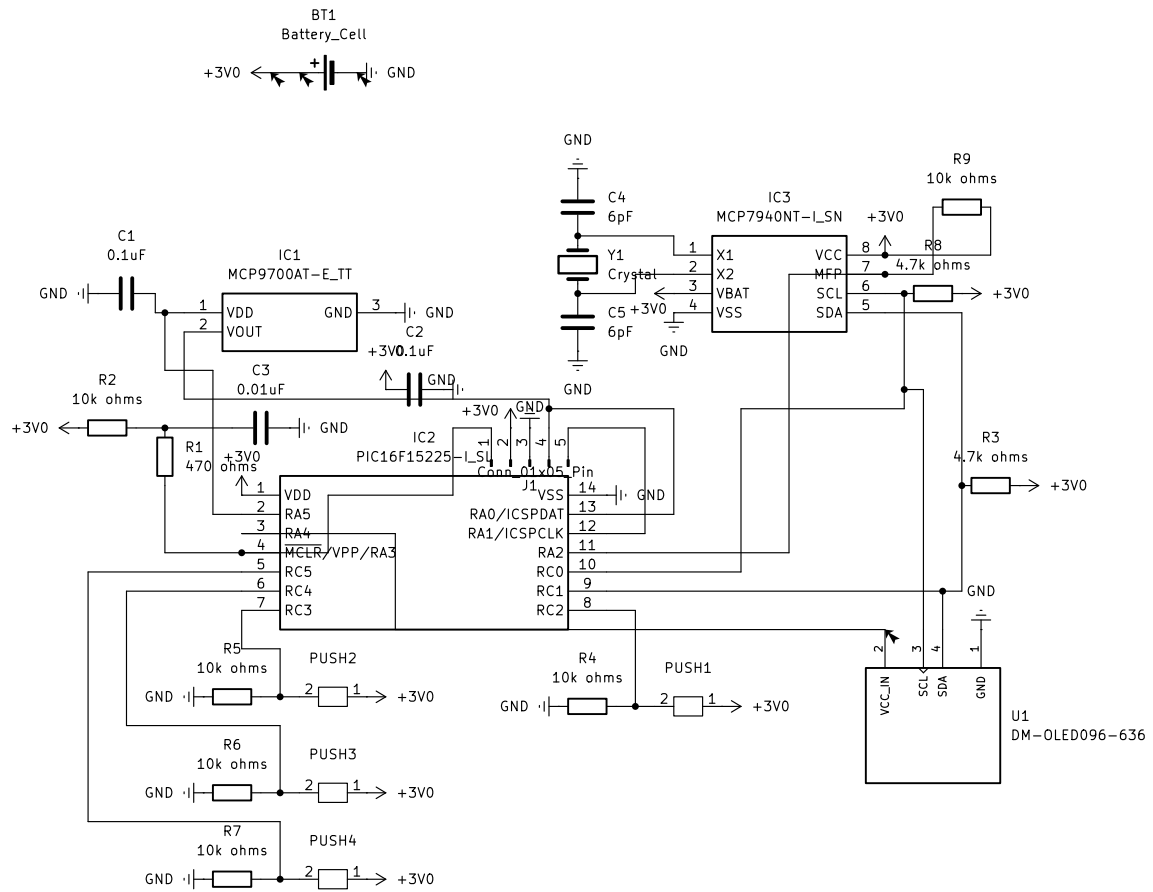 BT1
Battery_Cell
+
+3V0
GND
GND
R9
10k ohms
C4
6pF
IC3
MCP7940NT-I_SN
+3V0
C1
0.1uF
IC1
MCP9700AT-E_TT
Y1
Crystal
1 X1
2 X2
3 VBAT
4 VSS
VCC 8
MFP 7
SCL 6
SDA 5
R8
4.7k ohms
+3V0
GND
1 VDD
2 VOUT
GND 3
GND
+3V0
C5
6pF
GND
GND
C2
0.1uF
+3V0
GND
R2
10k ohms
C3
0.01uF
+3V0
GND
R1
470 ohms
+3V0
IC2
PIC16F15225-I_SL
+3V0
GND
1
2
3
4
5
Conn_01x05_Pin
J1
R3
4.7k ohms
+3V0
1 VDD
2 RA5
3 RA4
4 MCLR/VPP/RA3
5 RC5
6 RC4
7 RC3
VSS 14
GND
RA0/ICSPDAT 13
RA1/ICSPCLK 12
RA2 11
RC0 10
RC1 9
RC2 8
GND
2
3
4
1
VCC_IN
SCL
SDA
GND
U1
DM-OLED096-636
R5
10k ohms
PUSH2
GND
2 1
+3V0
R4
10k ohms
PUSH1
GND
2 1
+3V0
R6
10k ohms
PUSH3
GND
2 1
+3V0
R7
10k ohms
PUSH4
GND
2 1
+3V0